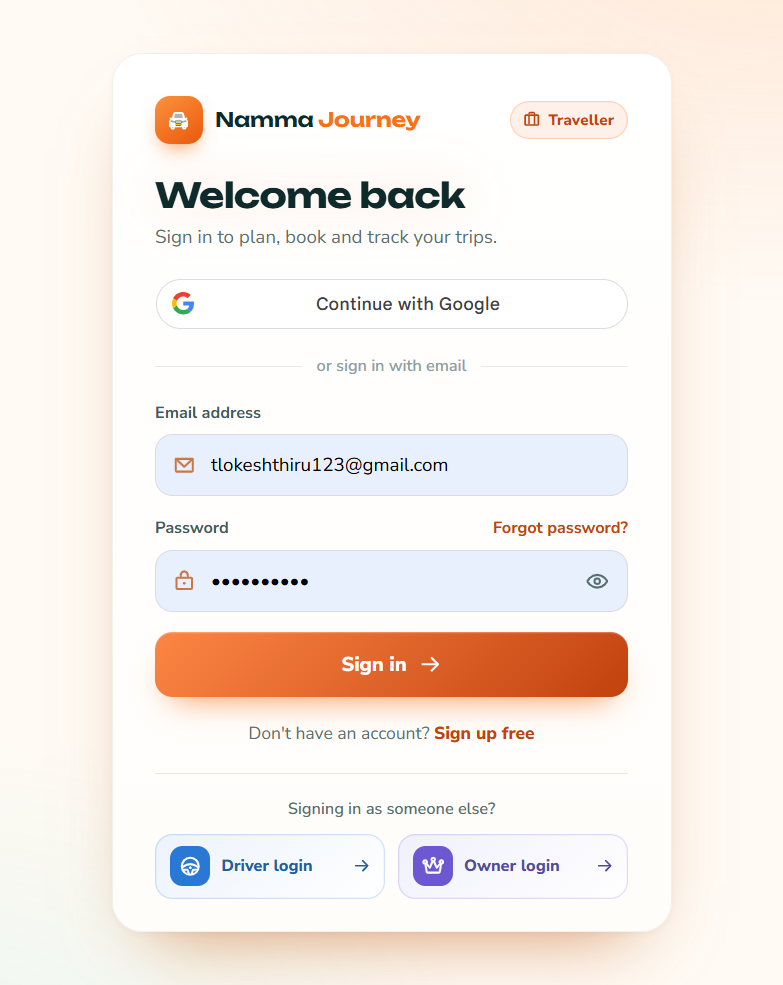 Namma Journey
Traveller
Welcome back
Sign in to plan, book and track your trips.
Continue with Google
or sign in with email
Email address
tlokeshthiru123@gmail.com
Password
Forgot password?
••••••••••
Sign in →
Don't have an account? Sign up free
Signing in as someone else?
Driver login →
Owner login →